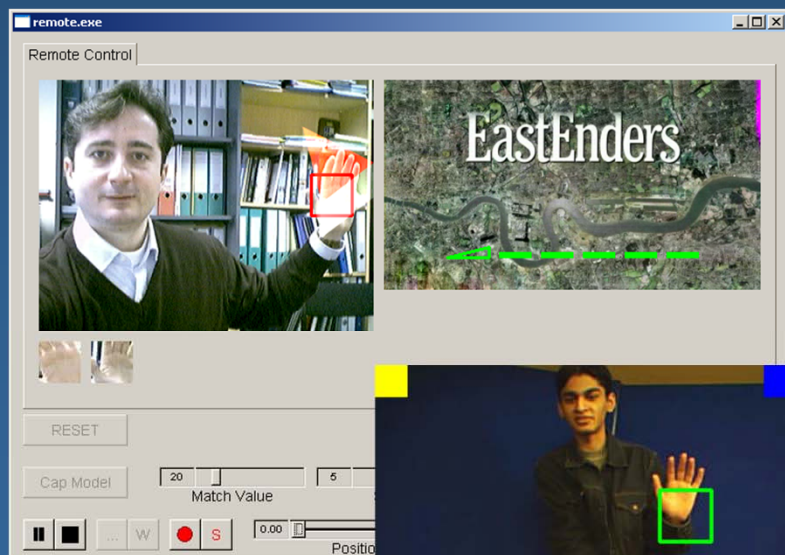 remote.exe
Remote Control
EastEnders
RESET
Cap Model
20
5
Match Value
... W S
0.00
Positio